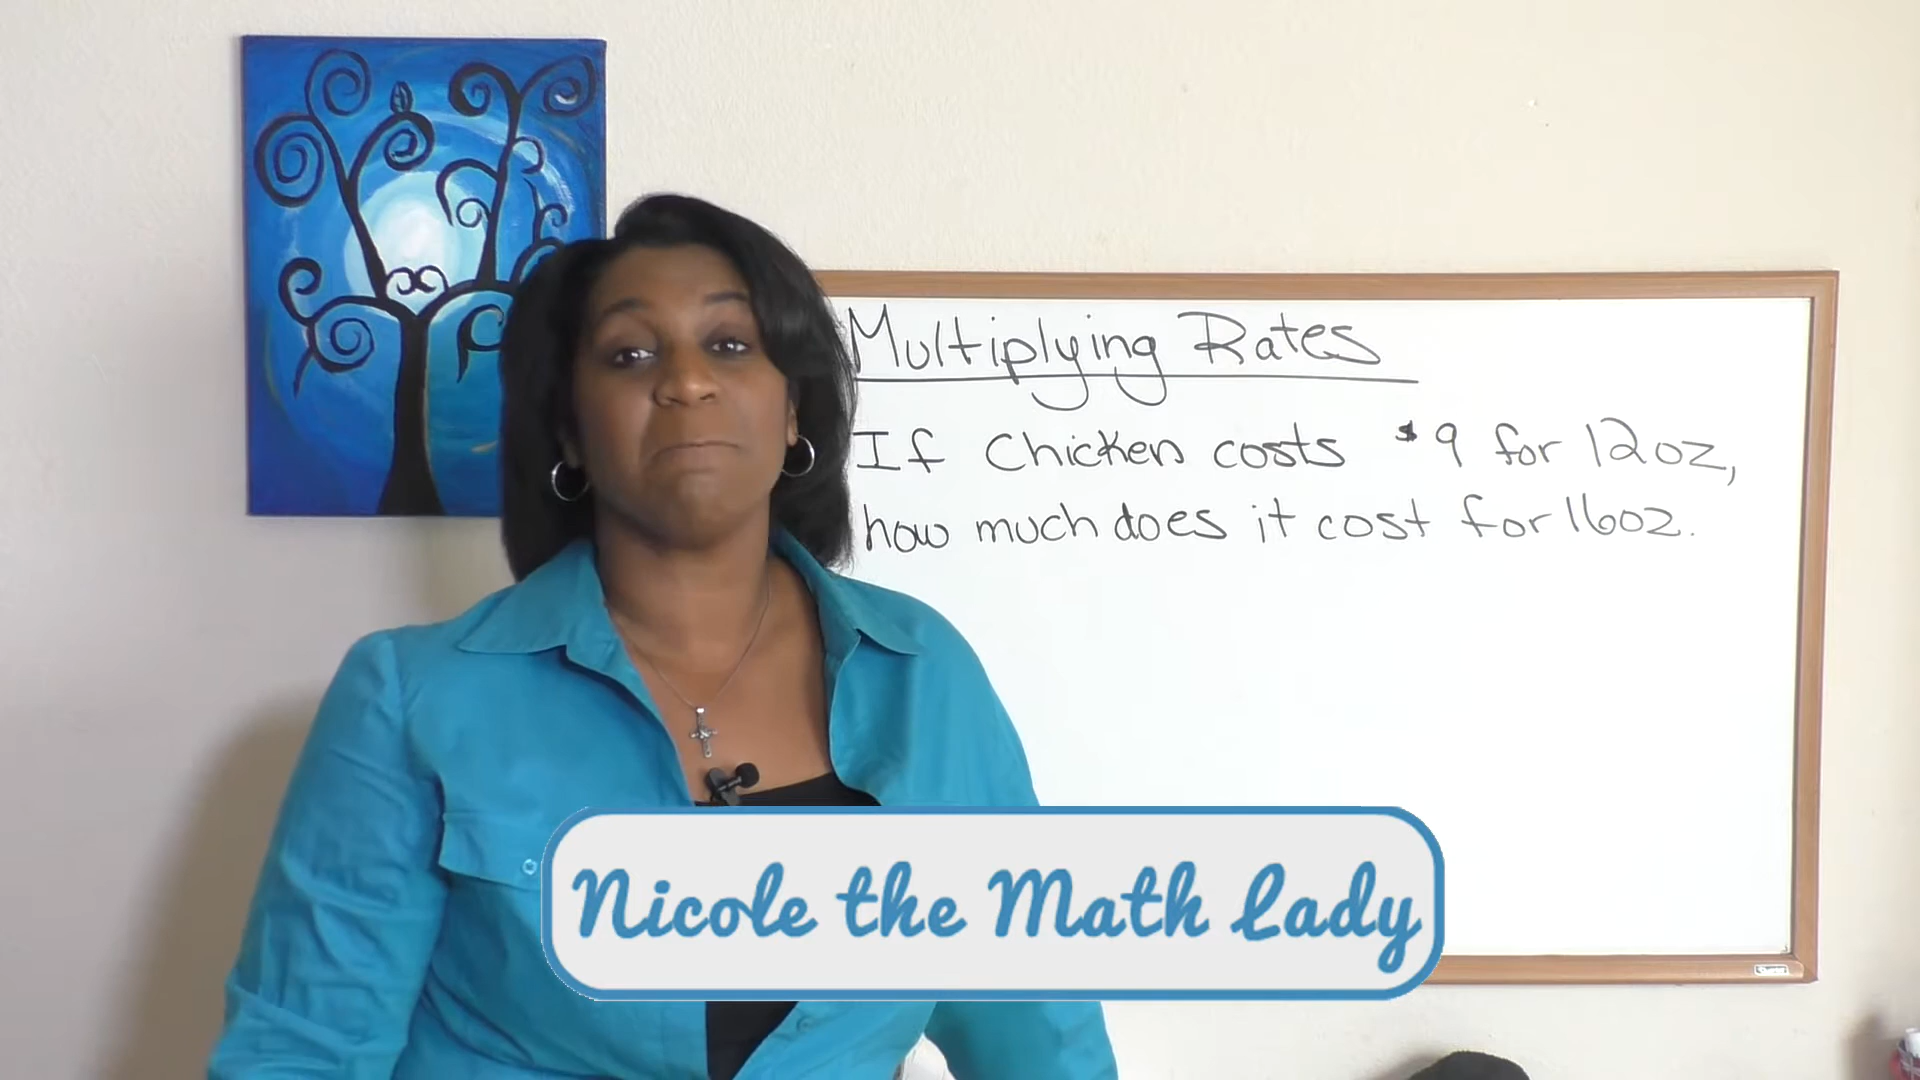 Multiplying Rates
If Chicken costs $9 for 12oz,
how much does it cost for 16oz.
Nicole the Math Lady